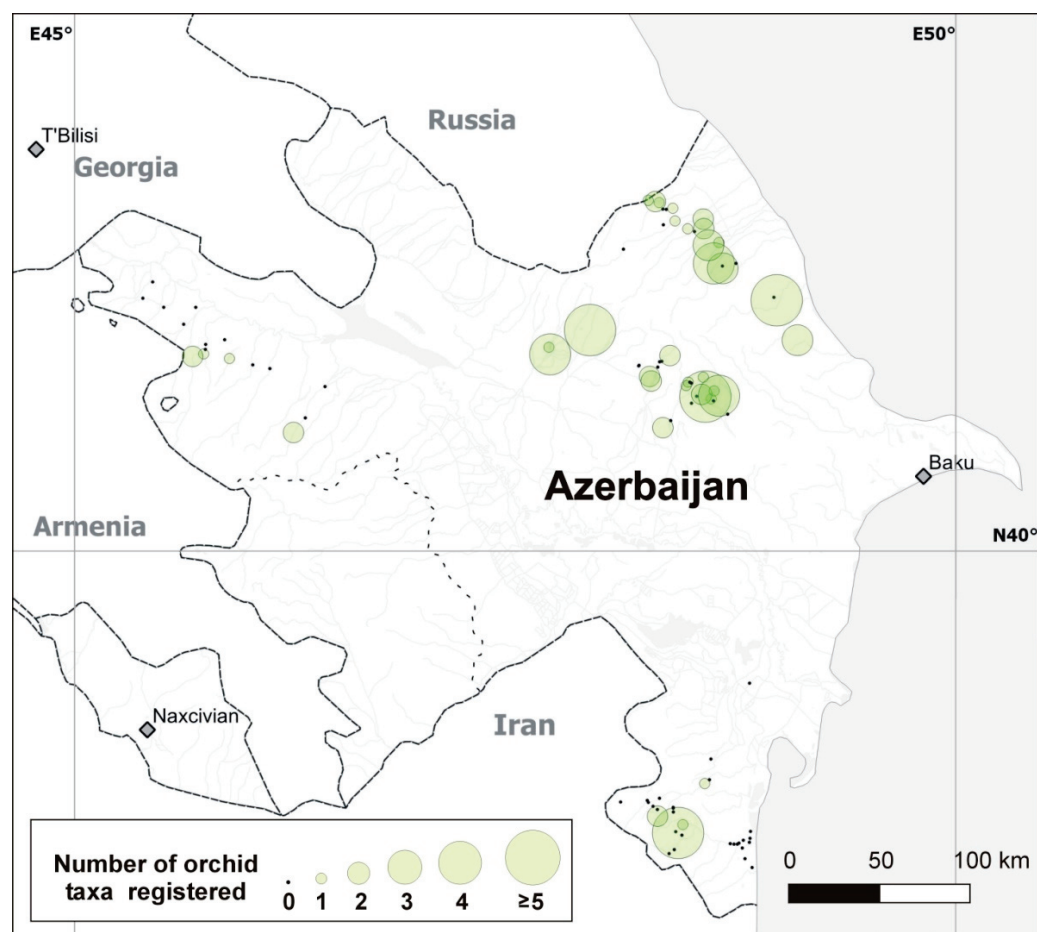 E45°
E50°
Russia
T'Bilisi
Georgia
Azerbaijan
Baku
Armenia
N40°
Naxcivian
Iran
Number of orchid
taxa registered
0 1 2 3 4 ≥5
0 50 100 km